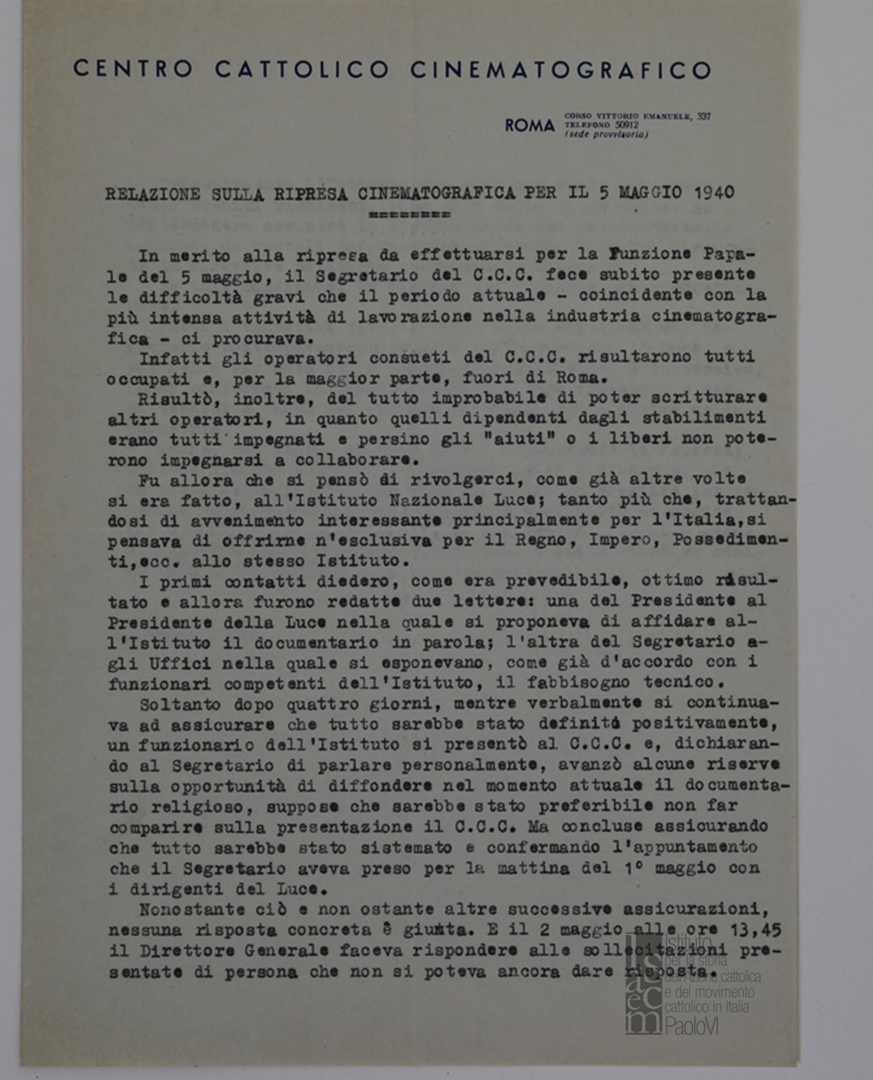 CENTRO CATTOLICO CINEMATOGRAFICO
ROMA
CORSO VITTORIO EMANUELE, 337
TELEFONO 50912
(sede provvisoria)
RELAZIONE SULLA RIPRESA CINEMATOGRAFICA PER IL 5 MAGGIO 1940
========
In merito alla ripresa da effettuarsi per la Funzione Papa-
le del 5 maggio, il Segretario del C.C.C. fece subito presente
le difficoltà gravi che il periodo attuale - coincidente con la
più intensa attività di lavorazione nella industria cinematogra-
fica - ci procurava.
Infatti gli operatori consueti del C.C.C. risultarono tutti
occupati e, per la maggior parte, fuori di Roma.
Risultò, inoltre, del tutto improbabile di poter scritturare
altri operatori, in quanto quelli dipendenti dagli stabilimenti
erano tutti impegnati e persino gli "aiuti" o i liberi non pote-
rono impegnarsi a collaborare.
Fu allora che si pensò di rivolgerci, come già altre volte
si era fatto, all'Istituto Nazionale Luce; tanto più che, trattan-
dosi di avvenimento interessante principalmente per l'Italia,si
pensava di offrirne n'esclusiva per il Regno, Impero, Possedimen-
ti,ecc. allo stesso Istituto.
I primi contatti diedero, come era prevedibile, ottimo risul-
tato e allora furono redatte due lettere: una del Presidente al
Presidente della Luce nella quale si proponeva di affidare al-
l'Istituto il documentario in parola; l'altra del Segretario a-
gli Uffici nella quale si esponevano, come già d'accordo con i
funzionari competenti dell'Istituto, il fabbisogno tecnico.
Soltanto dopo quattro giorni, mentre verbalmente si continua-
va ad assicurare che tutto sarebbe stato definito positivamente,
un funzionario dell'Istituto si presentò al C.C.C. e, dichiaran-
do al Segretario di parlare personalmente, avanzò alcune riserve
sulla opportunità di diffondere nel momento attuale il documenta-
rio religioso, suppose che sarebbe stato preferibile non far
comparire sulla presentazione il C.C.C. Ma concluse assicurando
che tutto sarebbe stato sistemato e confermando l'appuntamento
che il Segretario aveva preso per la mattina del 1° maggio con
i dirigenti del Luce.
Nonostante ciò e non ostante altre successive assicurazioni,
nessuna risposta concreta è giunta. E il 2 maggio alle ore 13,45
il Direttore Generale faceva rispondere alle sollecitazioni pre-
sentate di persona che non si poteva ancora dare risposta.
Isacem
Istituto
per la storia
dell'Azione cattolica
e del movimento
cattolico in Italia
PaoloVI